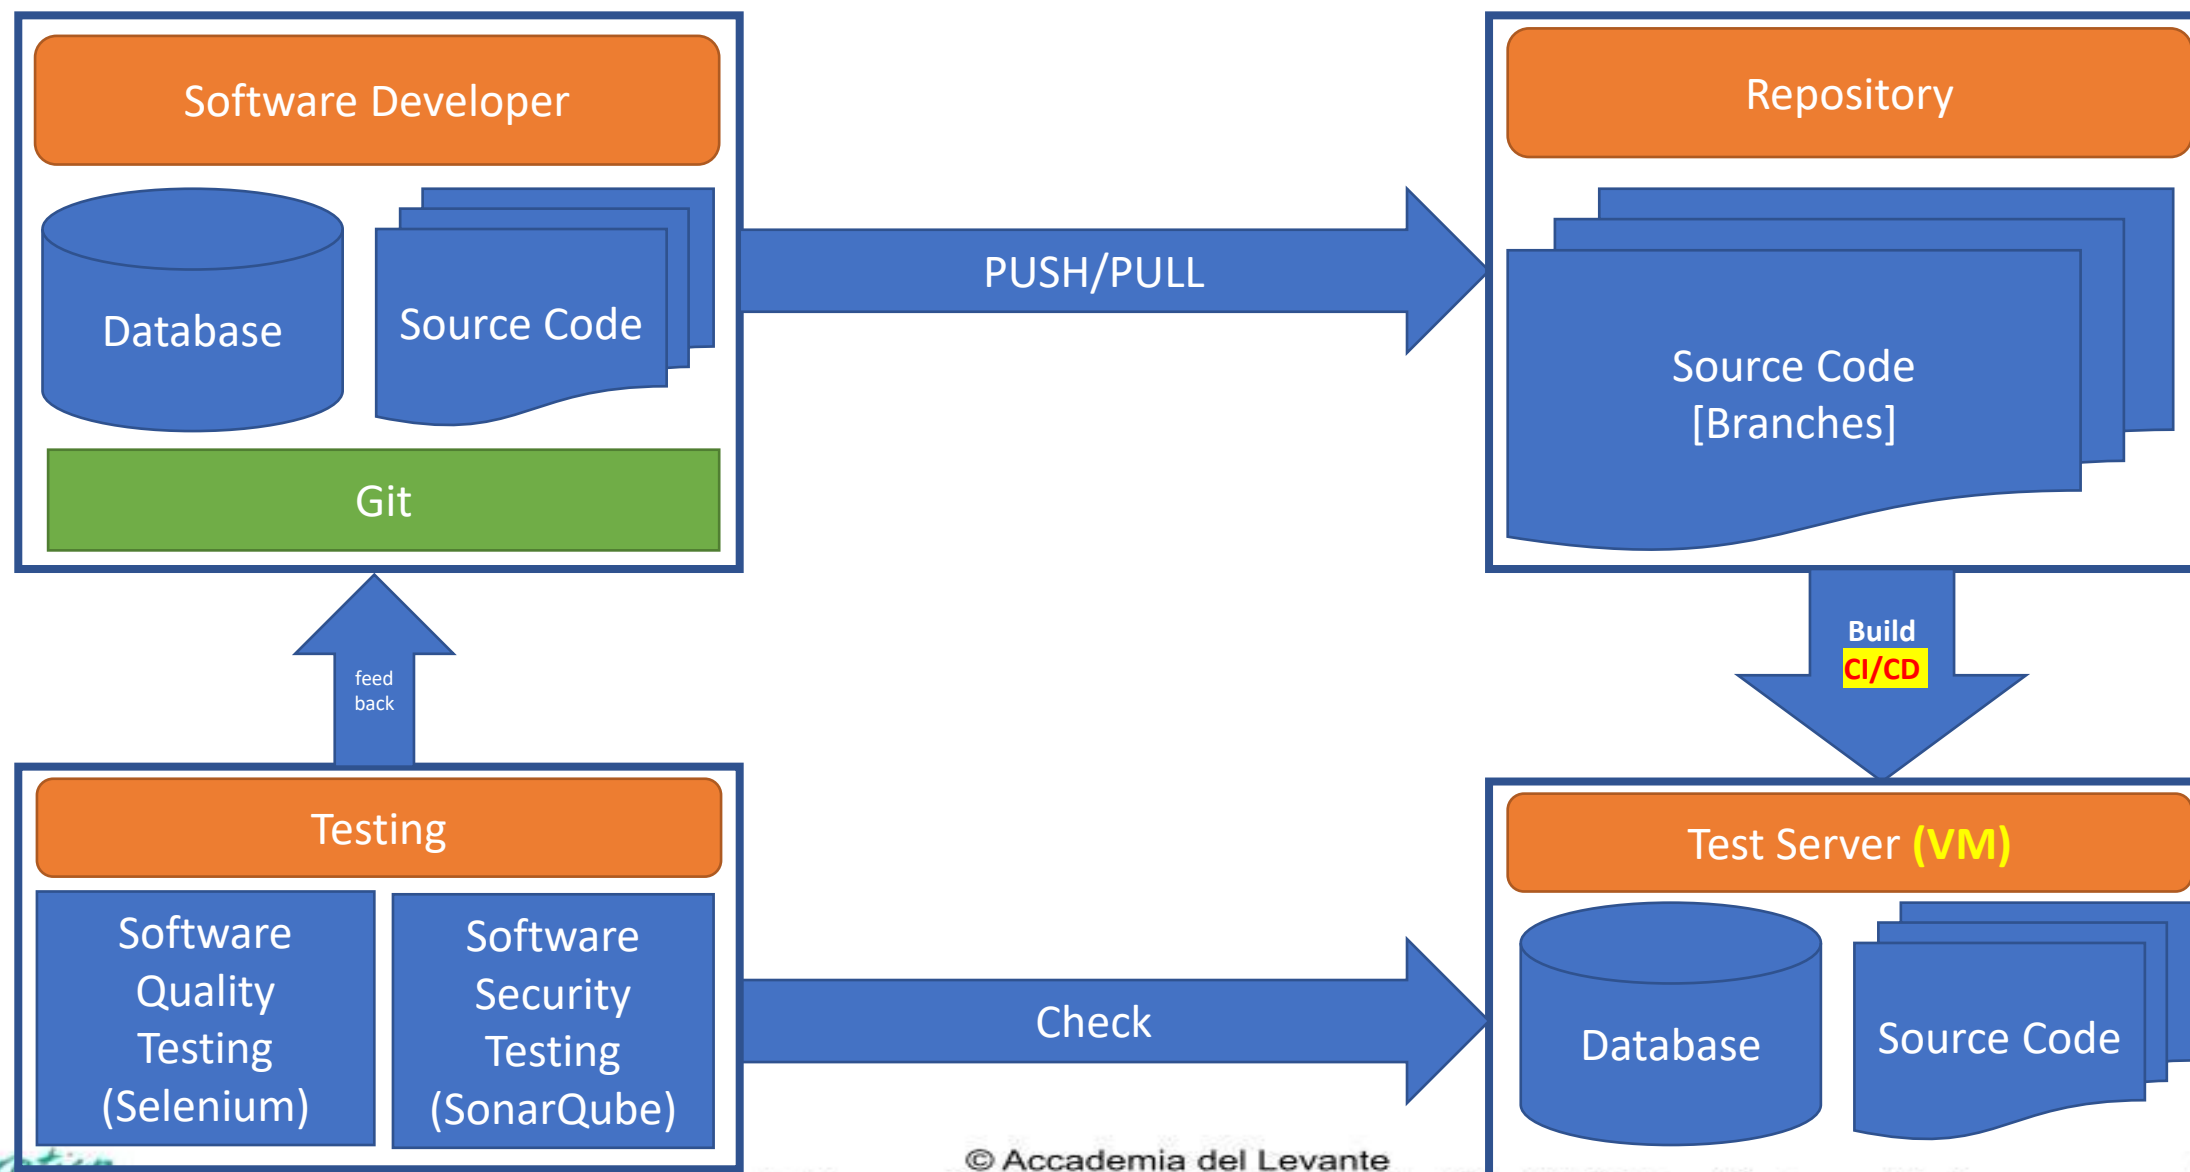 Software Developer
Database
Source Code
Git
PUSH/PULL
Repository
Source Code
[Branches]
feed
back
Build
CI/CD
Testing
Software
Quality
Testing
(Selenium)
Software
Security
Testing
(SonarQube)
Check
Test Server (VM)
Database
Source Code
© Accademia del Levante